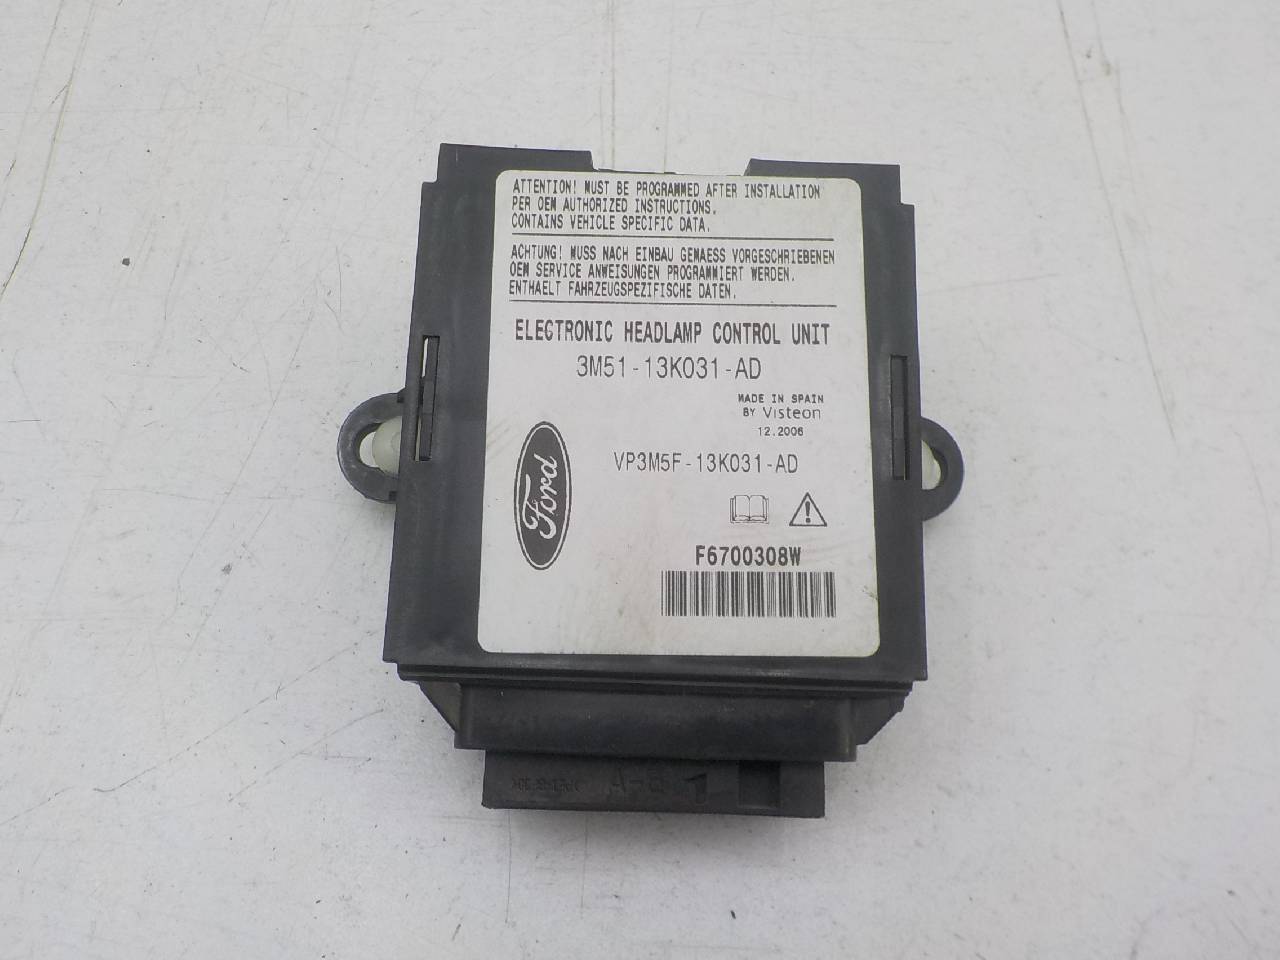 ATTENTION! MUST BE PROGRAMMED AFTER INSTALLATION
PER OEM AUTHORIZED INSTRUCTIONS.
CONTAINS VEHICLE SPECIFIC DATA.
ACHTUNG! MUSS NACH EINBAU GEMAESS VORGESCHRIEBENEN
OEM SERVICE ANWEISUNGEN PROGRAMMIERT WERDEN.
ENTHAELT FAHRZEUGSPEZIFISCHE DATEN.
ELECTRONIC HEADLAMP CONTROL UNIT
3M51-13K031-AD
MADE IN SPAIN
BY Visteon
12.2006
VP3M5F-13K031-AD
Ford
F6700308W